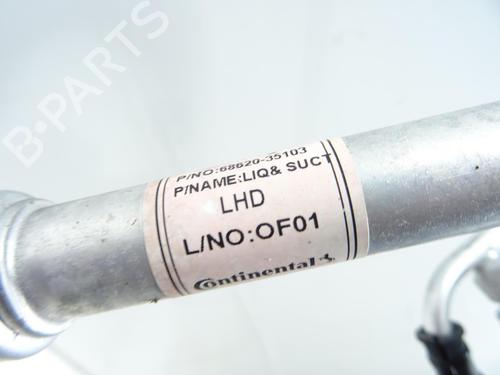 B-PARTS
P/NO:68620-35103
P/NAME:LIQ& SUCT
LHD
L/NO:OF01
Continental